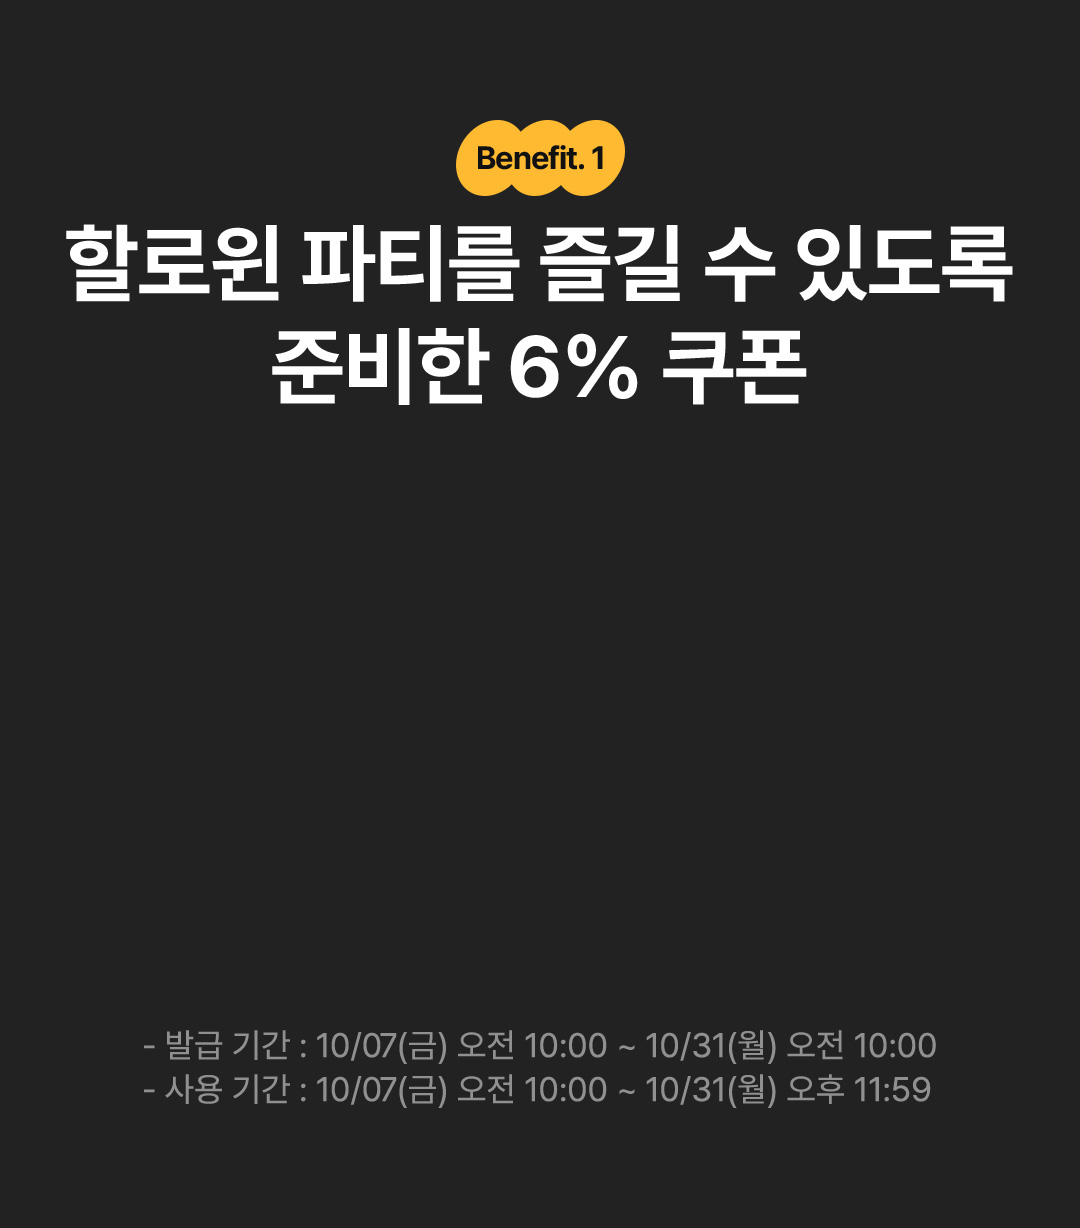 Benefit. 1
할로윈 파티를 즐길 수 있도록
준비한 6% 쿠폰
- 발급 기간 : 10/07(금) 오전 10:00 ~ 10/31(월) 오전 10:00
- 사용 기간 : 10/07(금) 오전 10:00 ~ 10/31(월) 오후 11:59